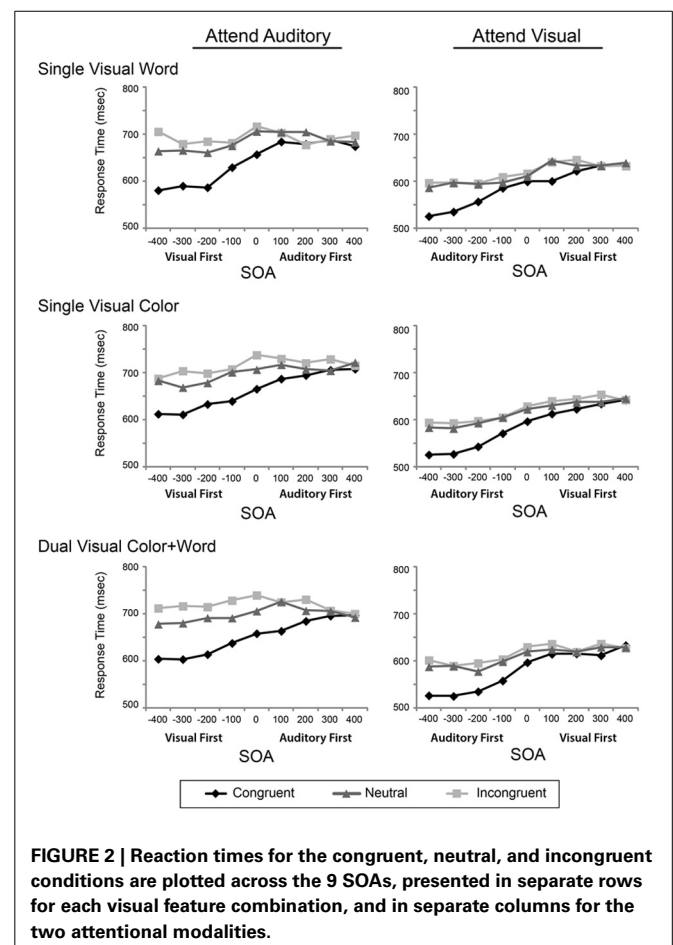 Attend Auditory
Attend Visual
Single Visual Word
Response Time (msec)
800
700
600
500
-400 -300 -200 -100 0 100 200 300 400
Visual First Auditory First
SOA
800
700
600
500
-400 -300 -200 -100 0 100 200 300 400
Auditory First Visual First
SOA
Single Visual Color
Response Time (msec)
800
700
600
500
-400 -300 -200 -100 0 100 200 300 400
Visual First Auditory First
SOA
800
700
600
500
-400 -300 -200 -100 0 100 200 300 400
Auditory First Visual First
SOA
Dual Visual Color+Word
Response Time (msec)
800
700
600
500
-400 -300 -200 -100 0 100 200 300 400
Visual First Auditory First
SOA
800
700
600
500
-400 -300 -200 -100 0 100 200 300 400
Auditory First Visual First
SOA
Congruent Neutral Incongruent
FIGURE 2 | Reaction times for the congruent, neutral, and incongruent
conditions are plotted across the 9 SOAs, presented in separate rows
for each visual feature combination, and in separate columns for the
two attentional modalities.